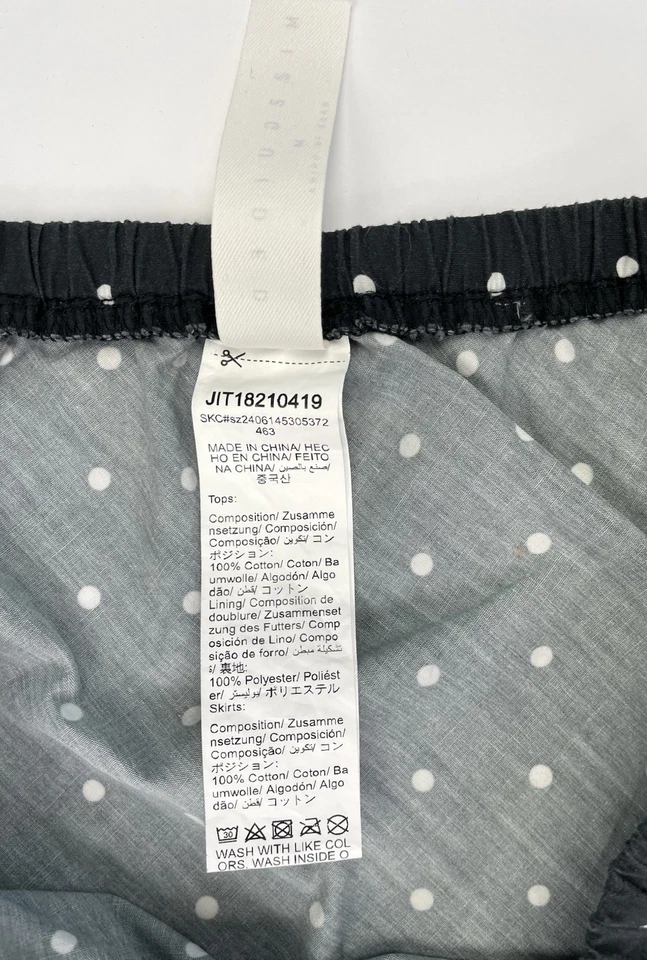 MISSGUIDED
M
MADE IN CHINA
JIT18210419
SKC#sz2406145305372
463
MADE IN CHINA/ HEC
HO EN CHINA/ FEITO
NA CHINA/ صنع بالصين/
중국산
Tops:
Composition/ Zusamme
nsetzung/ Composición/
Composição/ تكوين/ コン
ポジション:
100% Cotton/ Coton/ Ba
umwolle/ Algodón/ Algo
dão/ قطن/ コットン
Lining/ Composition de
doublure/ Zusammenset
zung des Futters/ Comp
osición de Lino/ Compo
sição de forro/ تشكيلة مبطن
ة/ 裏地:
100% Polyester/ Poliést
er/ بوليستر/ ポリエステル
Skirts:
Composition/ Zusamme
nsetzung/ Composición/
Composição/ تكوين/ コン
ポジション:
100% Cotton/ Coton/ Ba
umwolle/ Algodón/ Algo
dão/ قطن/ コットン
30
WASH WITH LIKE COL
ORS. WASH INSIDE O